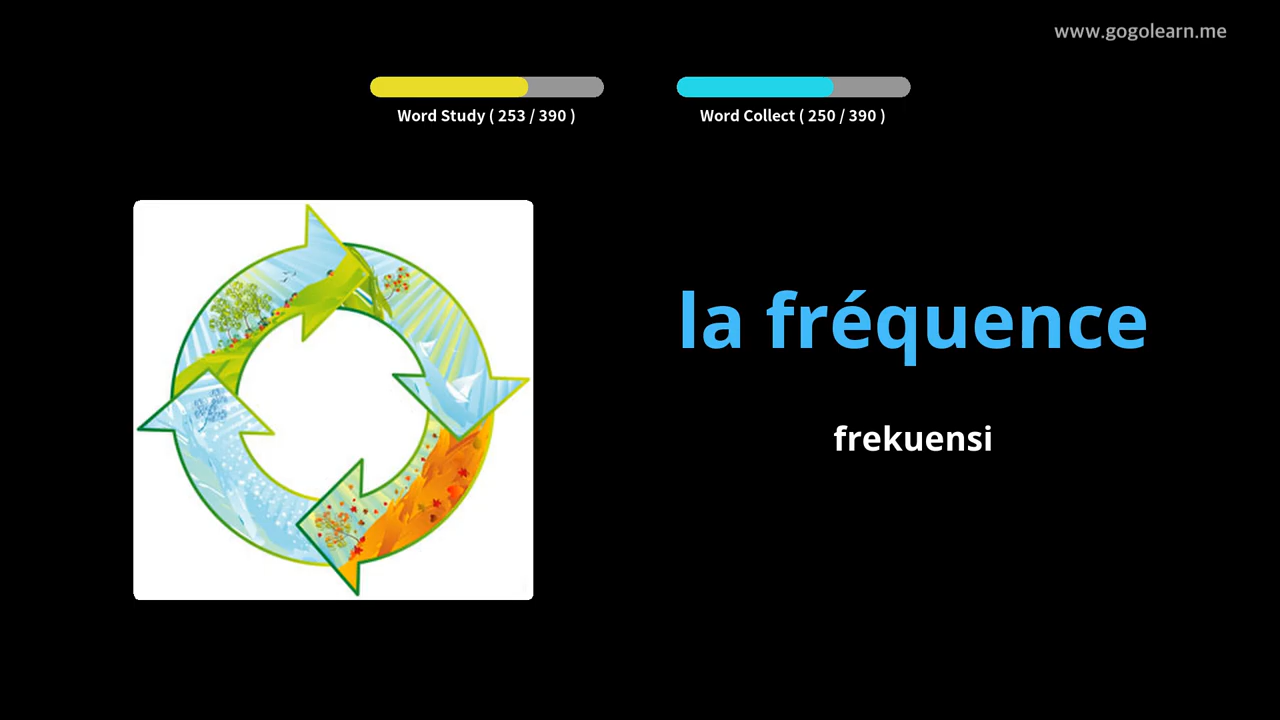 www.gogolearn.me
Word Study ( 253 / 390 )
Word Collect ( 250 / 390 )
la fréquence
frekuensi